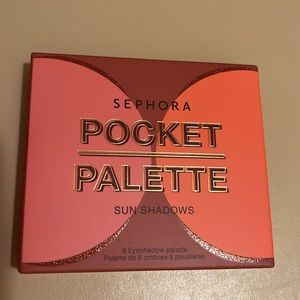 SEPHORA
POCKET
PALETTE
SUN SHADOWS
6 Eyeshadow palette
Palette de 6 ombres à paupières